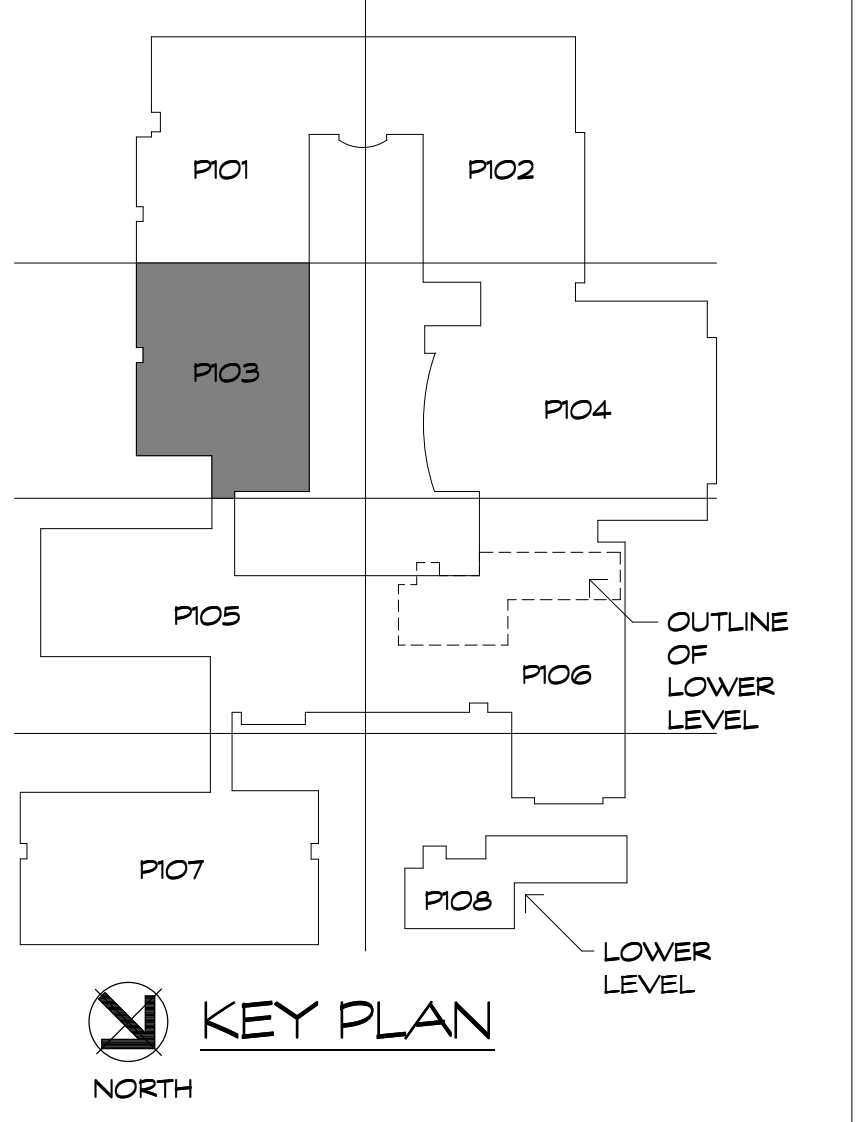 P101
P102
P103
P104
P105
OUTLINE
OF
LOWER
LEVEL
P106
P107
P108
LOWER
LEVEL
KEY PLAN
NORTH